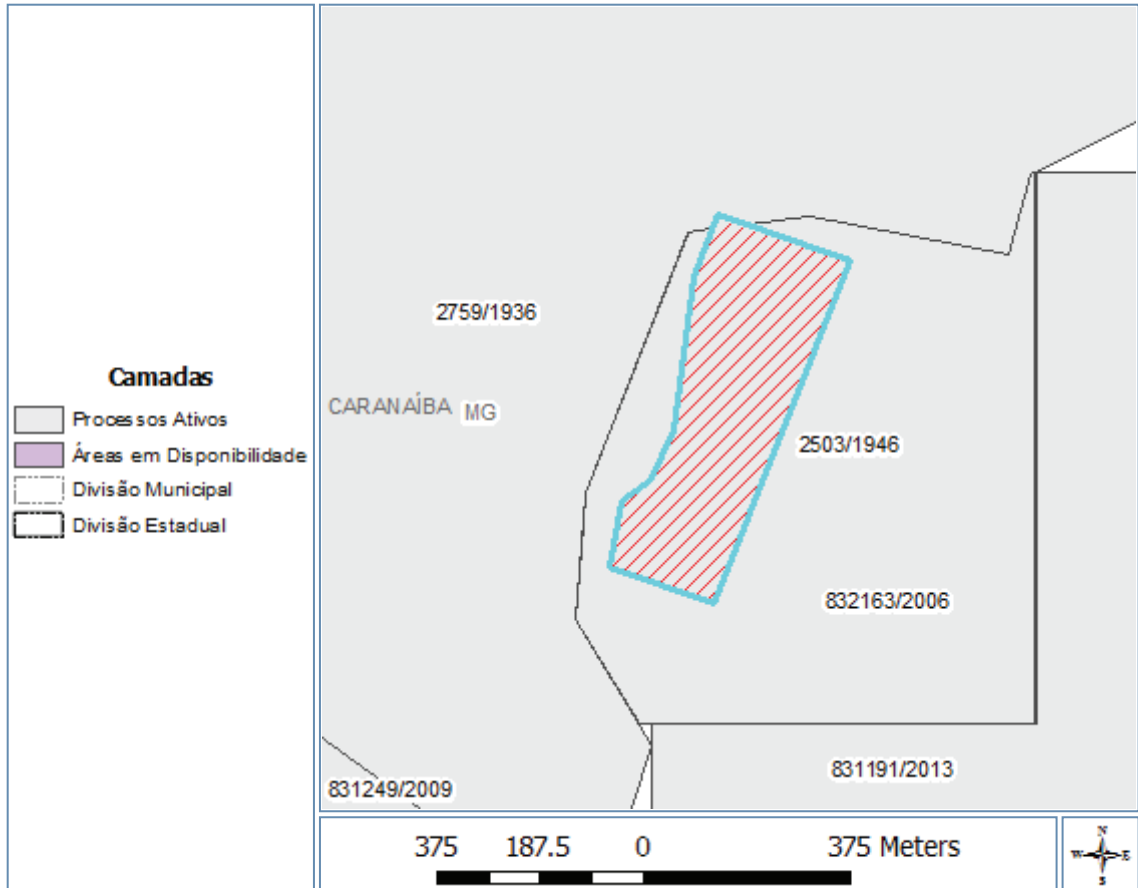 Camadas
Processos Ativos
Áreas em Disponibilidade
Divisão Municipal
Divisão Estadual
2759/1936
CARANAÍBA MG
2503/1946
832163/2006
831191/2013
831249/2009
375 187.5 0 375 Meters
N
W E
S